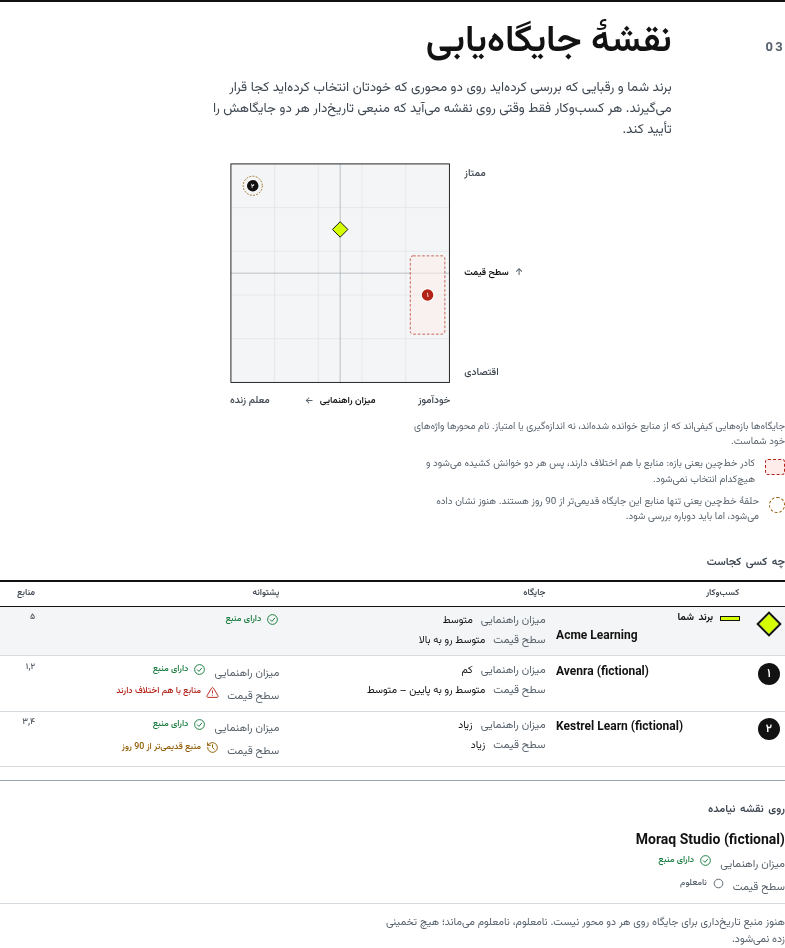 03
نقشهٔ جایگاه‌یابی
برند شما و رقبایی که بررسی کرده‌اید روی دو محوری که خودتان انتخاب کرده‌اید کجا قرار
می‌گیرند. هر کسب‌وکار فقط وقتی روی نقشه می‌آید که منبعی تاریخ‌دار هر دو جایگاهش را
تأیید کند.
ممتاز
۲
سطح قیمت ↑
۱
اقتصادی
خودآموز
میزان راهنمایی ←
معلم زنده
جایگاه‌ها بازه‌هایی کیفی‌اند که از منابع خوانده شده‌اند، نه اندازه‌گیری یا امتیاز. نام محورها واژه‌های
خود شماست.
کادر خط‌چین یعنی بازه: منابع با هم اختلاف دارند، پس هر دو خوانش کشیده می‌شود و
هیچ‌کدام انتخاب نمی‌شود.
حلقهٔ خط‌چین یعنی تنها منابع این جایگاه قدیمی‌تر از 90 روز هستند. هنوز نشان داده
می‌شود، اما باید دوباره بررسی شود.
چه کسی کجاست
کسب‌وکار
جایگاه
پشتوانه
منابع
برند شما
Acme Learning
میزان راهنمایی متوسط
سطح قیمت متوسط رو به بالا
دارای منبع
۵
۱
Avenra (fictional)
میزان راهنمایی کم
سطح قیمت متوسط رو به پایین – متوسط
میزان راهنمایی دارای منبع
سطح قیمت منابع با هم اختلاف دارند
۱,۲
۲
Kestrel Learn (fictional)
میزان راهنمایی زیاد
سطح قیمت زیاد
میزان راهنمایی دارای منبع
سطح قیمت منبع قدیمی‌تر از 90 روز
۳,۴
روی نقشه نیامده
Moraq Studio (fictional)
میزان راهنمایی دارای منبع
سطح قیمت نامعلوم
هنوز منبع تاریخ‌داری برای جایگاه روی هر دو محور نیست. نامعلوم، نامعلوم می‌ماند؛ هیچ تخمینی
زده نمی‌شود.